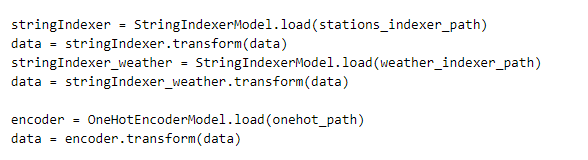 stringIndexer = StringIndexerModel.load(stations_indexer_path)
data = stringIndexer.transform(data)
stringIndexer_weather = StringIndexerModel.load(weather_indexer_path)
data = stringIndexer_weather.transform(data)
encoder = OneHotEncoderModel.load(onehot_path)
data = encoder.transform(data)